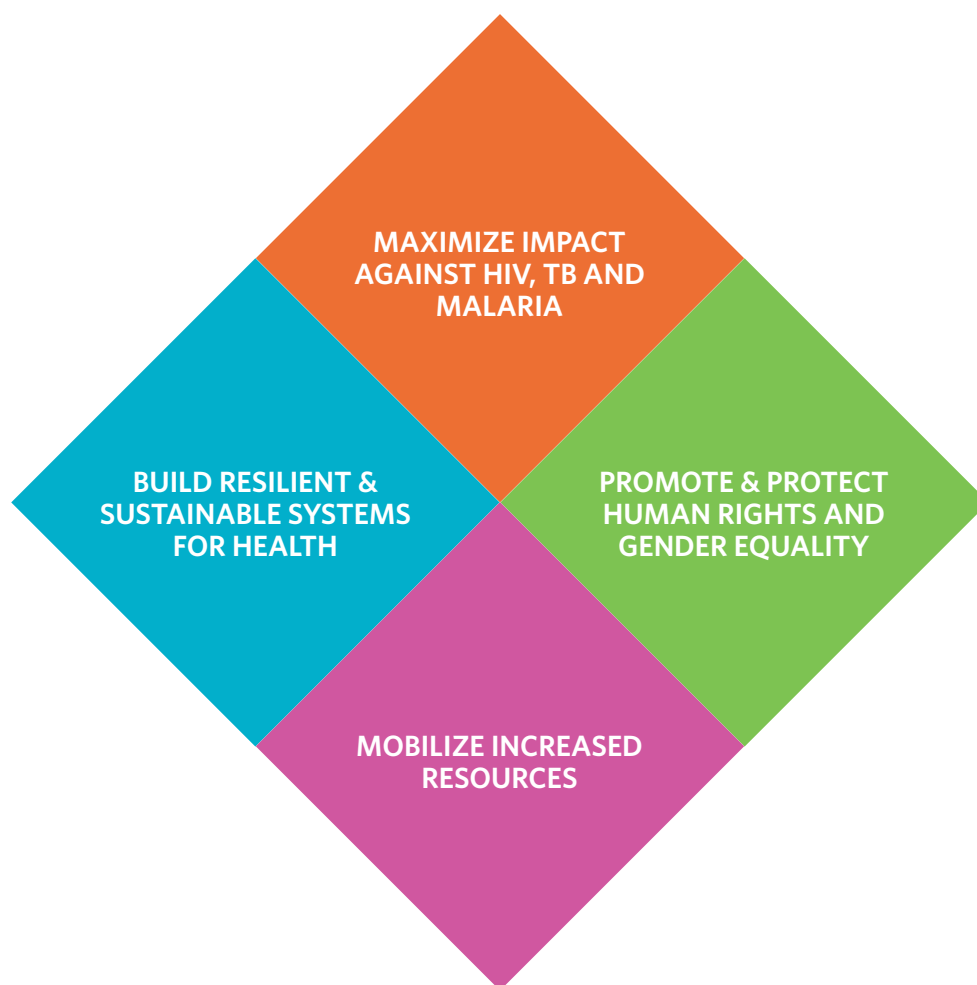 MAXIMIZE IMPACT
AGAINST HIV, TB AND
MALARIA
BUILD RESILIENT &
SUSTAINABLE SYSTEMS
FOR HEALTH
PROMOTE & PROTECT
HUMAN RIGHTS AND
GENDER EQUALITY
MOBILIZE INCREASED
RESOURCES